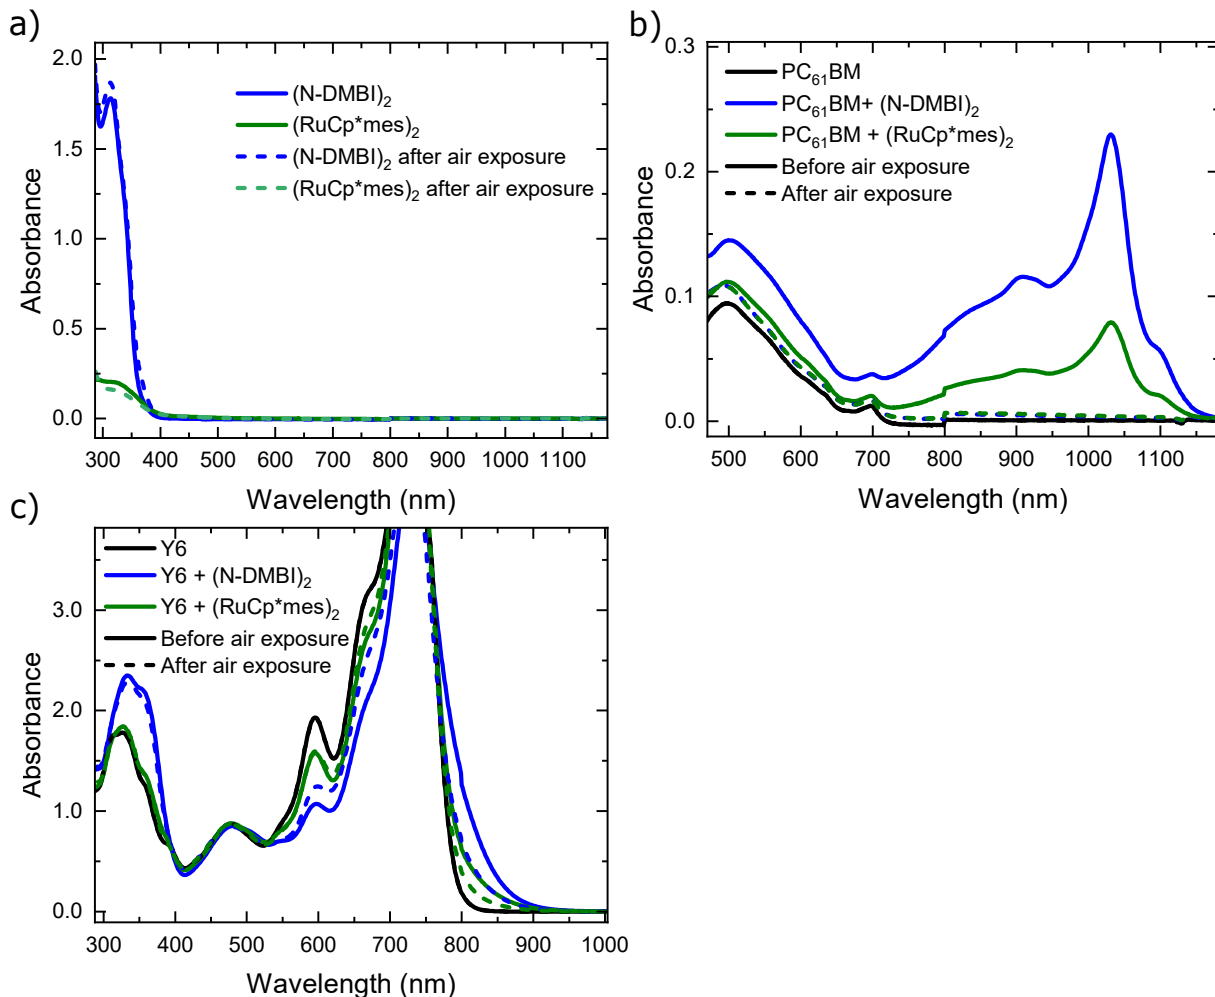 a)
2.0
1.5
1.0
0.5
0.0
Absorbance
(N-DMBI)₂
(RuCp*mes)₂
(N-DMBI)₂ after air exposure
(RuCp*mes)₂ after air exposure
300 400 500 600 700 800 900 1000 1100
Wavelength (nm)
b)
0.3
0.2
0.1
0.0
Absorbance
PC₆₁BM
PC₆₁BM+ (N-DMBI)₂
PC₆₁BM + (RuCp*mes)₂
Before air exposure
After air exposure
500 600 700 800 900 1000 1100
Wavelength (nm)
c)
3.0
2.0
1.0
0.0
Absorbance
Y6
Y6 + (N-DMBI)₂
Y6 + (RuCp*mes)₂
Before air exposure
After air exposure
300 400 500 600 700 800 900 1000
Wavelength (nm)